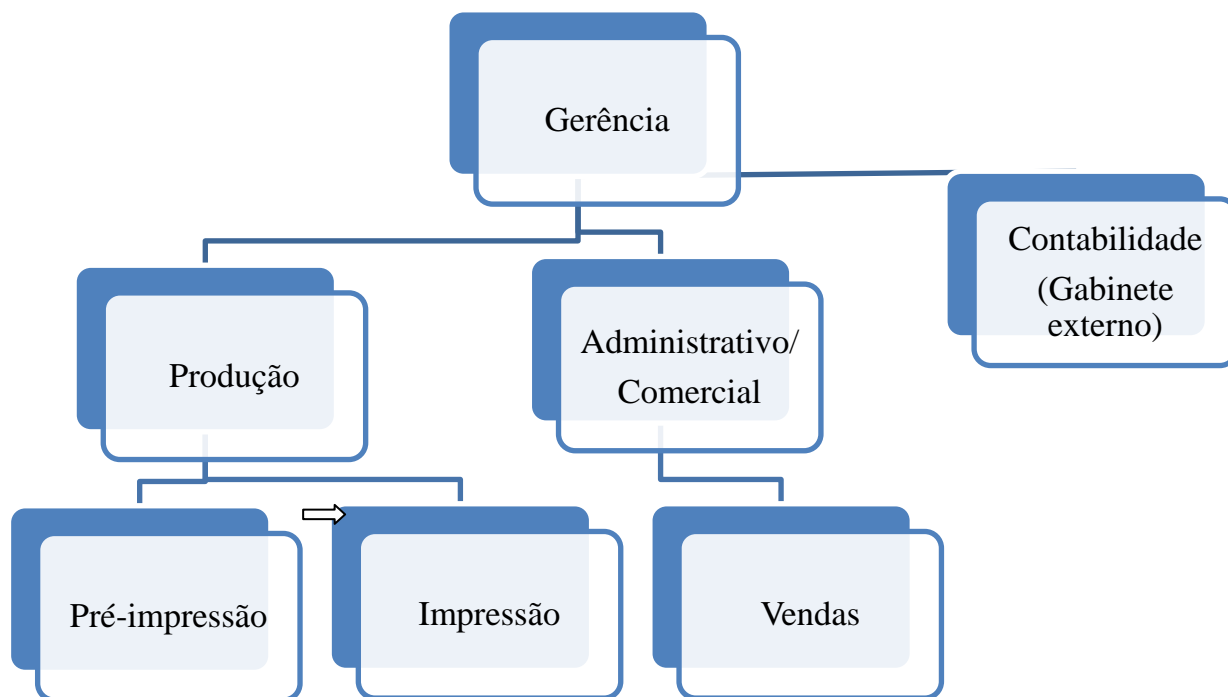 Gerência
Contabilidade
(Gabinete
externo)
Produção
Administrativo/
Comercial
Pré-impressão
Impressão
Vendas